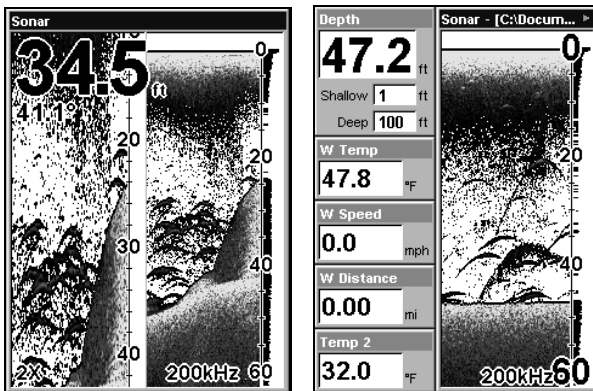 Sonar
34.5 ft
41.1°
0
20
20
30
40
40
2X
200kHz 60
Depth
47.2 ft
Shallow 1 ft
Deep 100 ft
W Temp
47.8 °F
W Speed
0.0 mph
W Distance
0.00 mi
Temp 2
32.0 °F
Sonar - [C:\Docum...
0
20
40
200kHz 60